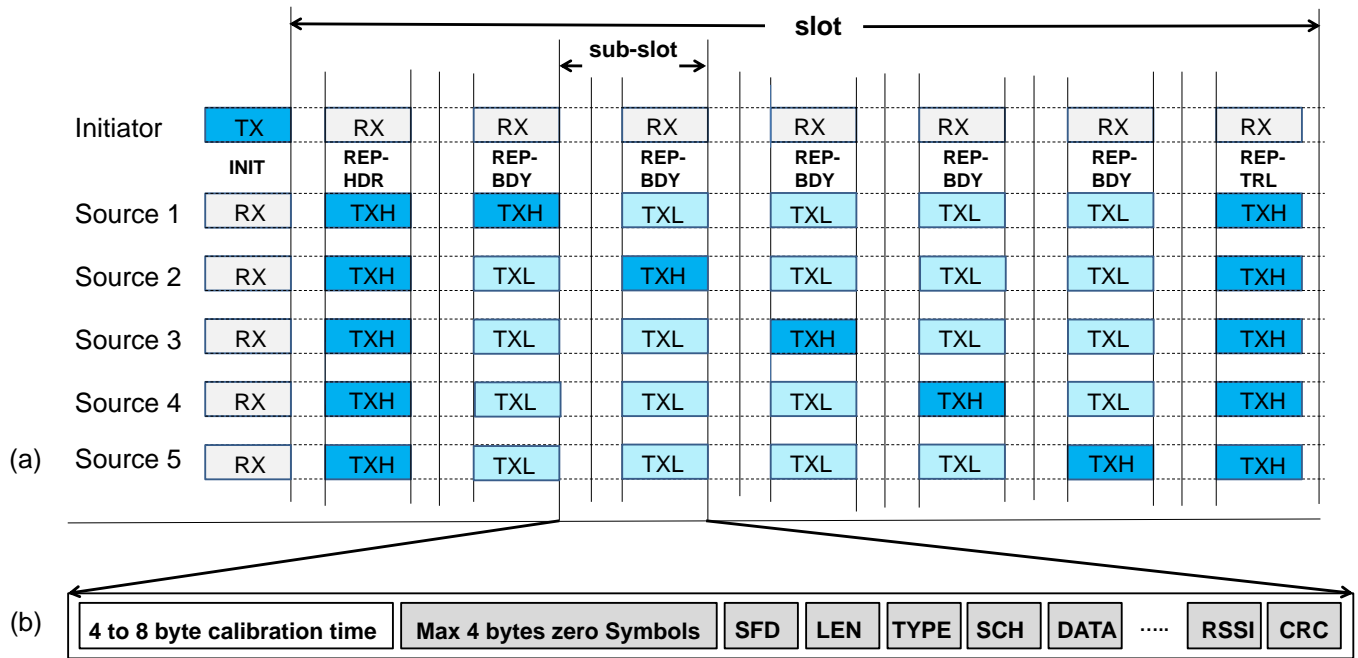 slot
sub-slot
Initiator TX RX RX RX RX RX RX RX
INIT REP-HDR REP-BDY REP-BDY REP-BDY REP-BDY REP-BDY REP-TRL
Source 1 RX TXH TXH TXL TXL TXL TXL TXH
Source 2 RX TXH TXL TXH TXL TXL TXL TXH
Source 3 RX TXH TXL TXL TXH TXL TXL TXH
Source 4 RX TXH TXL TXL TXL TXH TXL TXH
(a) Source 5 RX TXH TXL TXL TXL TXL TXH TXH
(b) 4 to 8 byte calibration time Max 4 bytes zero Symbols SFD LEN TYPE SCH DATA ..... RSSI CRC